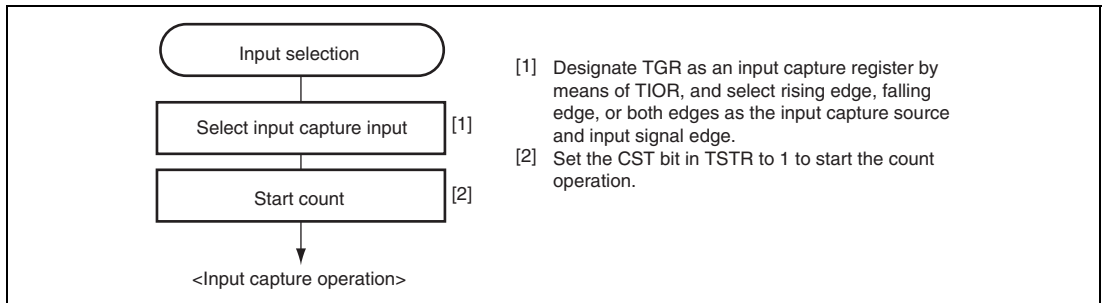 Input selection
Select input capture input
[1]
Start count
[2]
<Input capture operation>
[1] Designate TGR as an input capture register by
means of TIOR, and select rising edge, falling
edge, or both edges as the input capture source
and input signal edge.
[2] Set the CST bit in TSTR to 1 to start the count
operation.